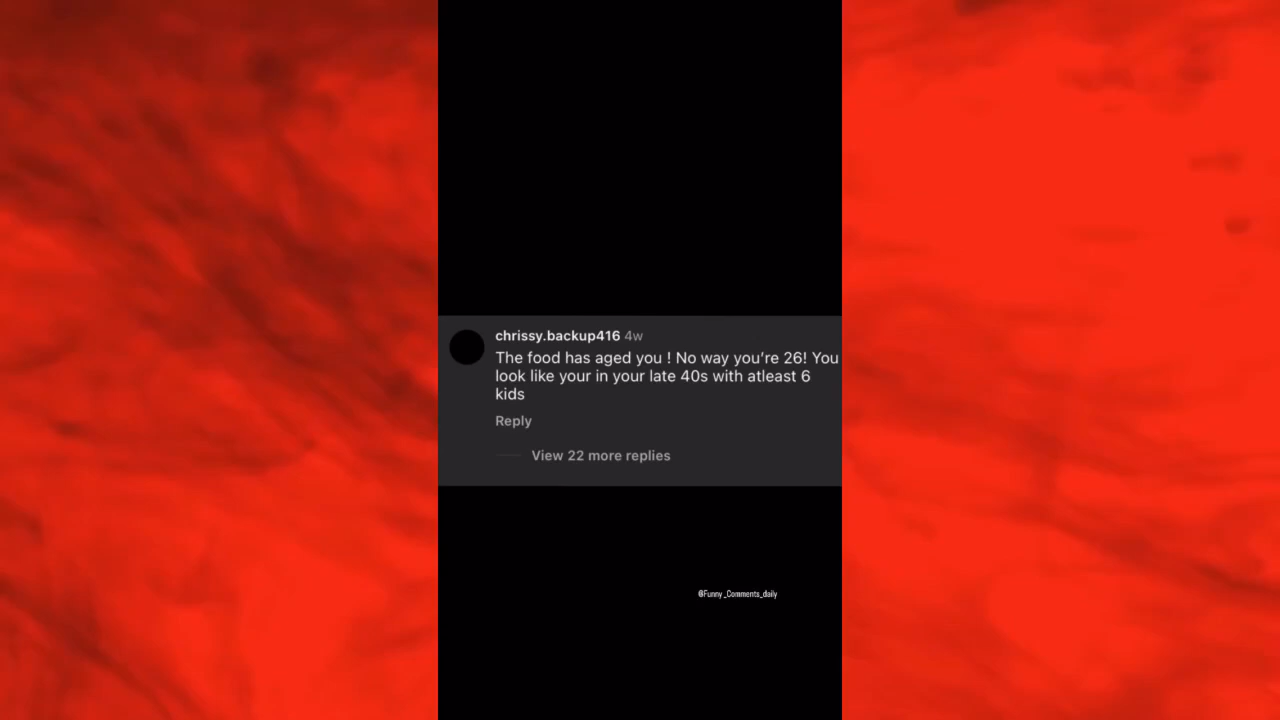 chrissy.backup416 4w
The food has aged you ! No way you’re 26! You
look like your in your late 40s with atleast 6
kids
Reply
View 22 more replies
@Funny_Comments_daily